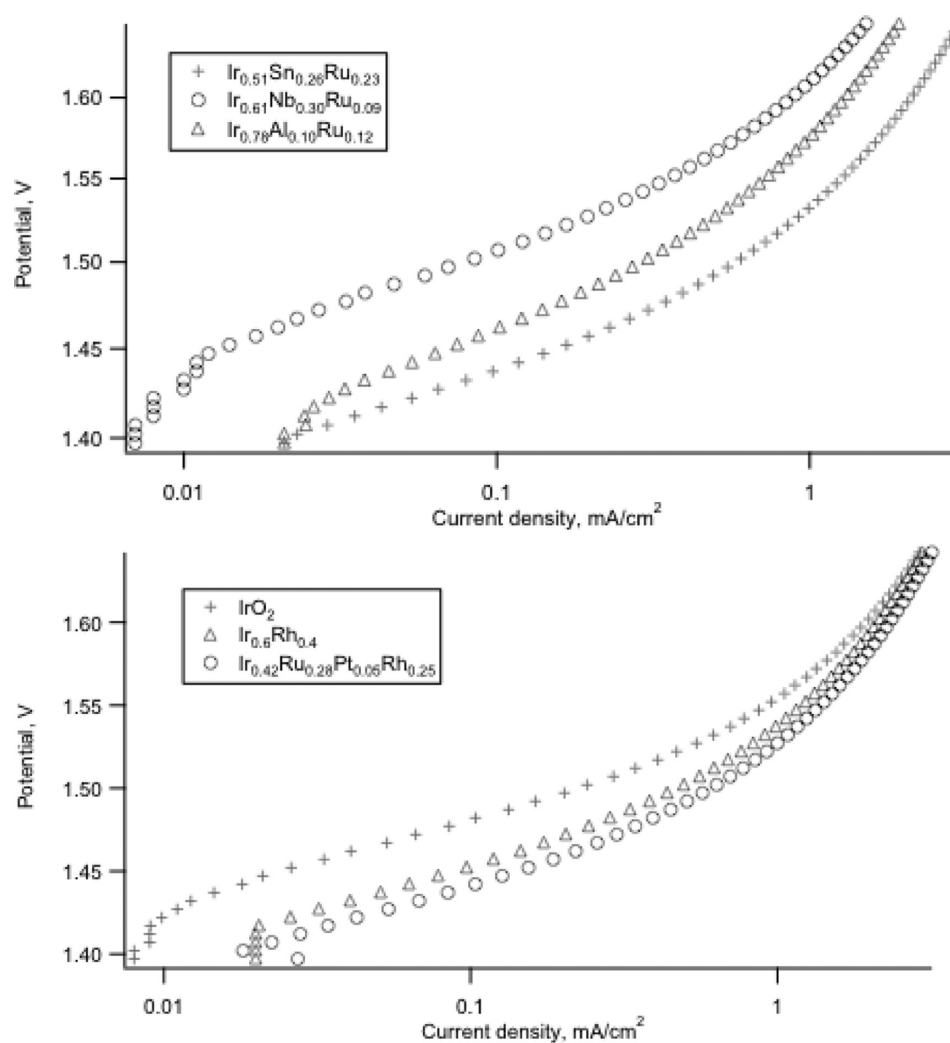 Ir0.51Sn0.26Ru0.23
Ir0.61Nb0.30Ru0.09
Ir0.78Al0.10Ru0.12
1.60
1.55
1.50
1.45
1.40
Potential, V
0.01 0.1 1
Current density, mA/cm2
IrO2
Ir0.6Rh0.4
Ir0.42Ru0.28Pt0.05Rh0.25
1.60
1.55
1.50
1.45
1.40
Potential, V
0.01 0.1 1
Current density, mA/cm2